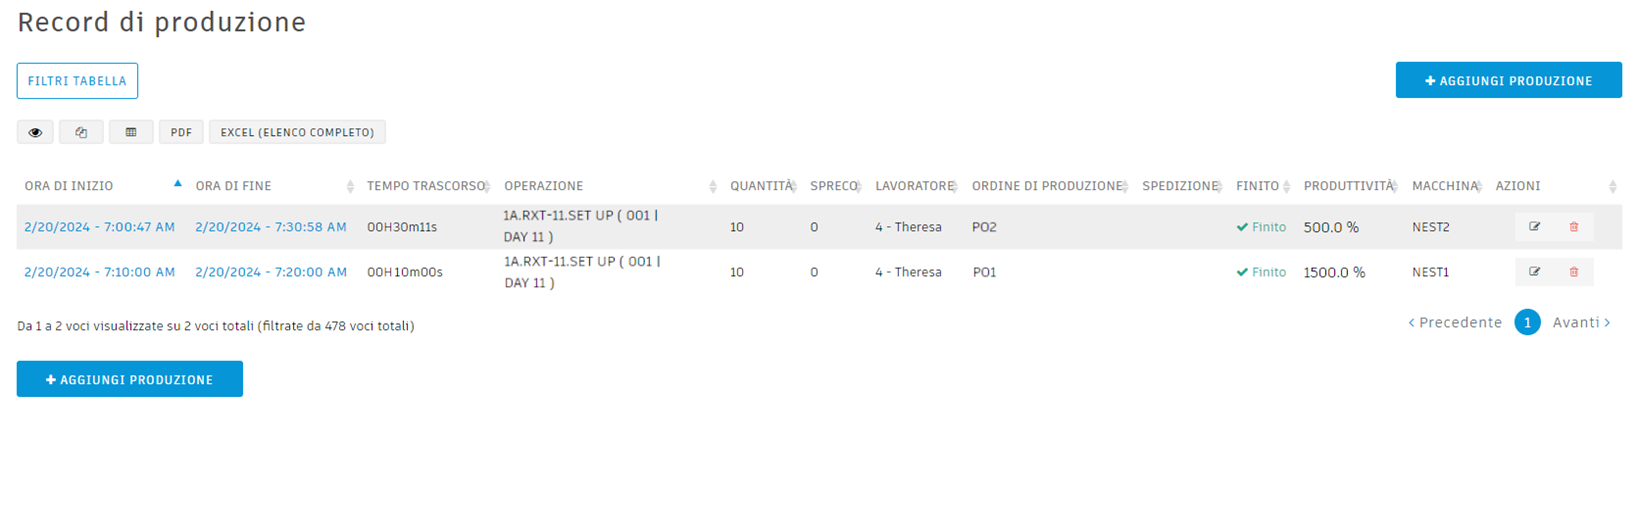 Record di produzione
FILTRI TABELLA
AGGIUNGI PRODUZIONE
PDF EXCEL (ELENCO COMPLETO)
ORA DI INIZIO ORA DI FINE TEMPO TRASCORSO OPERAZIONE QUANTITÀ SPRECO LAVORATORE ORDINE DI PRODUZIONE SPEDIZIONE FINITO PRODUTTIVITÀ MACCHINA AZIONI
2/20/2024 - 7:00:47 AM 2/20/2024 - 7:30:58 AM 00H30m11s 1A.RXT-11.SET UP ( 001 | 10 0 4 - Theresa PO2 Finito 500.0 % NEST2
DAY 11 )
2/20/2024 - 7:10:00 AM 2/20/2024 - 7:20:00 AM 00H10m00s 1A.RXT-11.SET UP ( 001 | 10 0 4 - Theresa PO1 Finito 1500.0 % NEST1
DAY 11 )
Da 1 a 2 voci visualizzate su 2 voci totali (filtrate da 478 voci totali)
Precedente 1 Avanti
AGGIUNGI PRODUZIONE